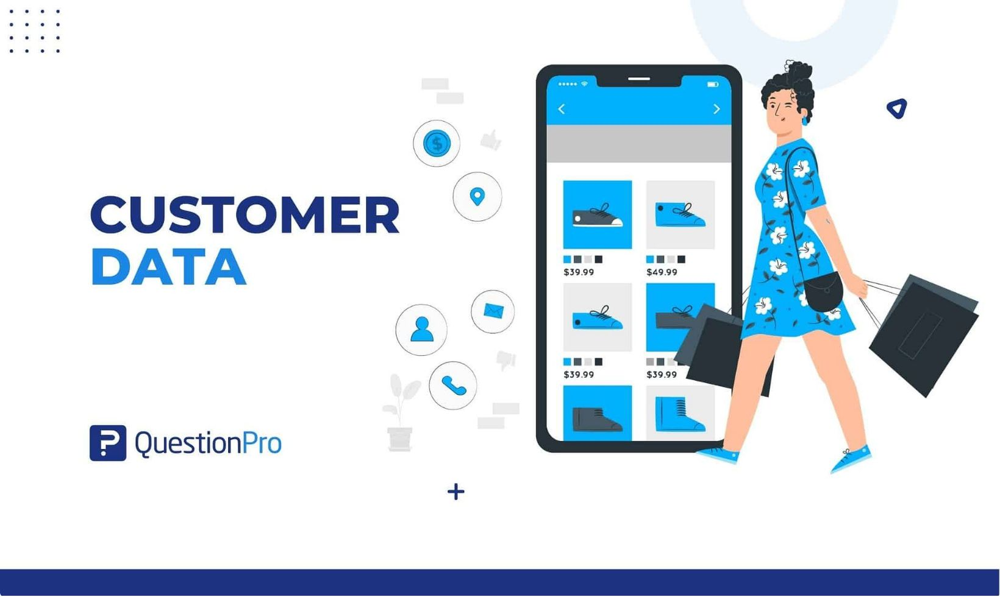 CUSTOMER
DATA
QuestionPro
$
$39.99
$49.99
$39.99
$39.99